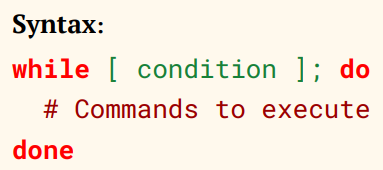 Syntax:
while [ condition ]; do
  # Commands to execute
done